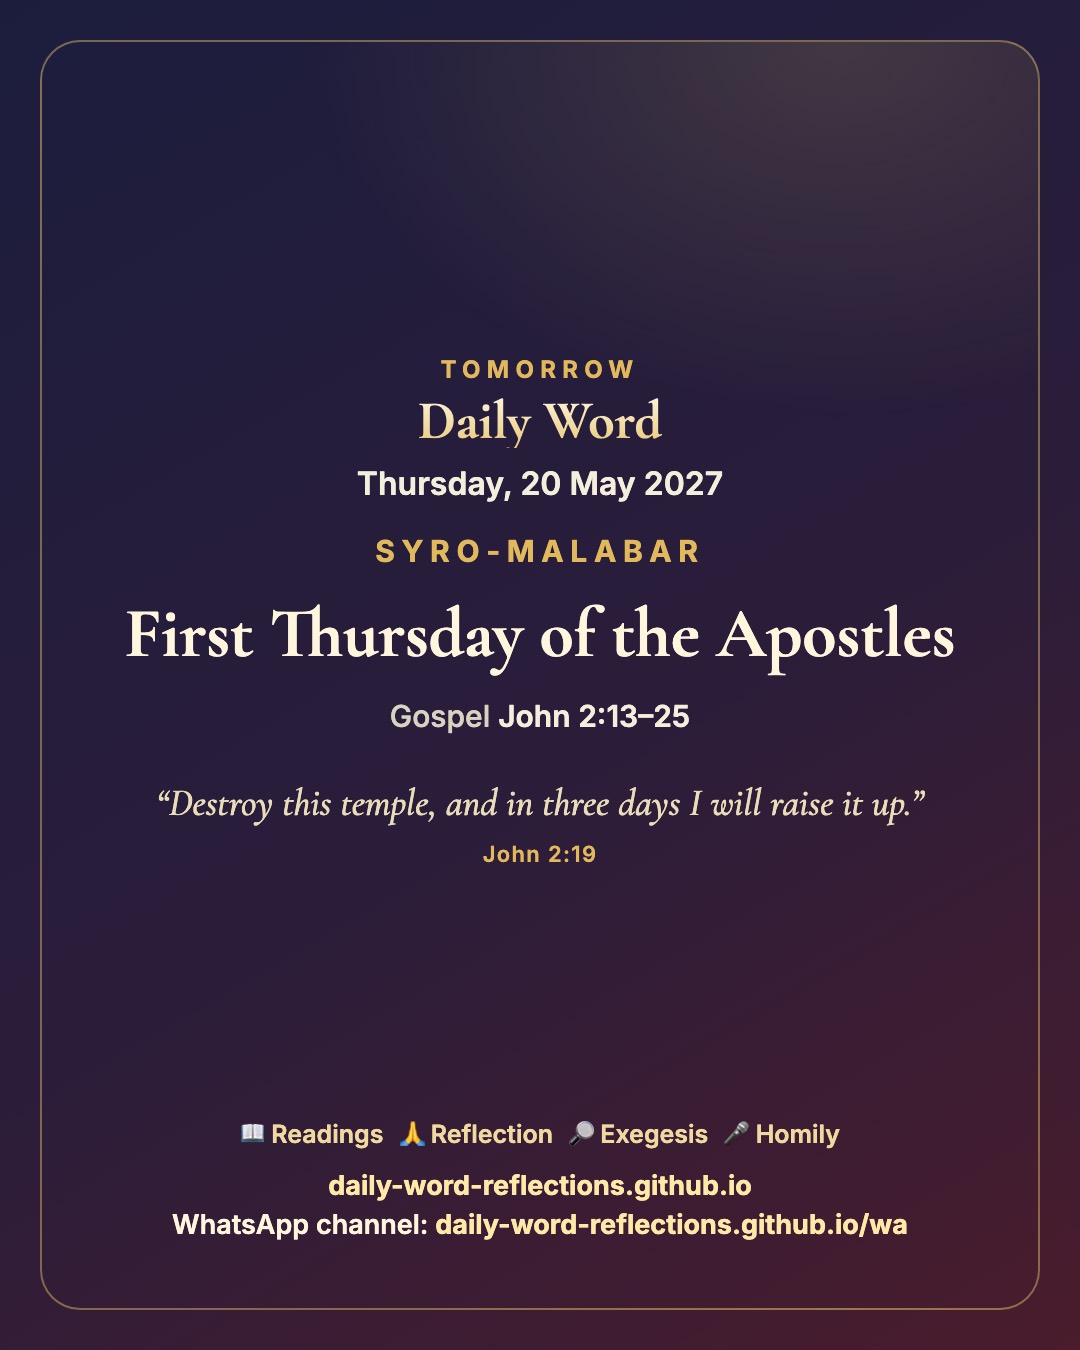 TOMORROW
Daily Word
Thursday, 20 May 2027
SYRO-MALABAR
First Thursday of the Apostles
Gospel John 2:13–25
“Destroy this temple, and in three days I will raise it up.”
John 2:19
📖 Readings 🙏 Reflection 🔎 Exegesis 🎤 Homily
daily-word-reflections.github.io
WhatsApp channel: daily-word-reflections.github.io/wa